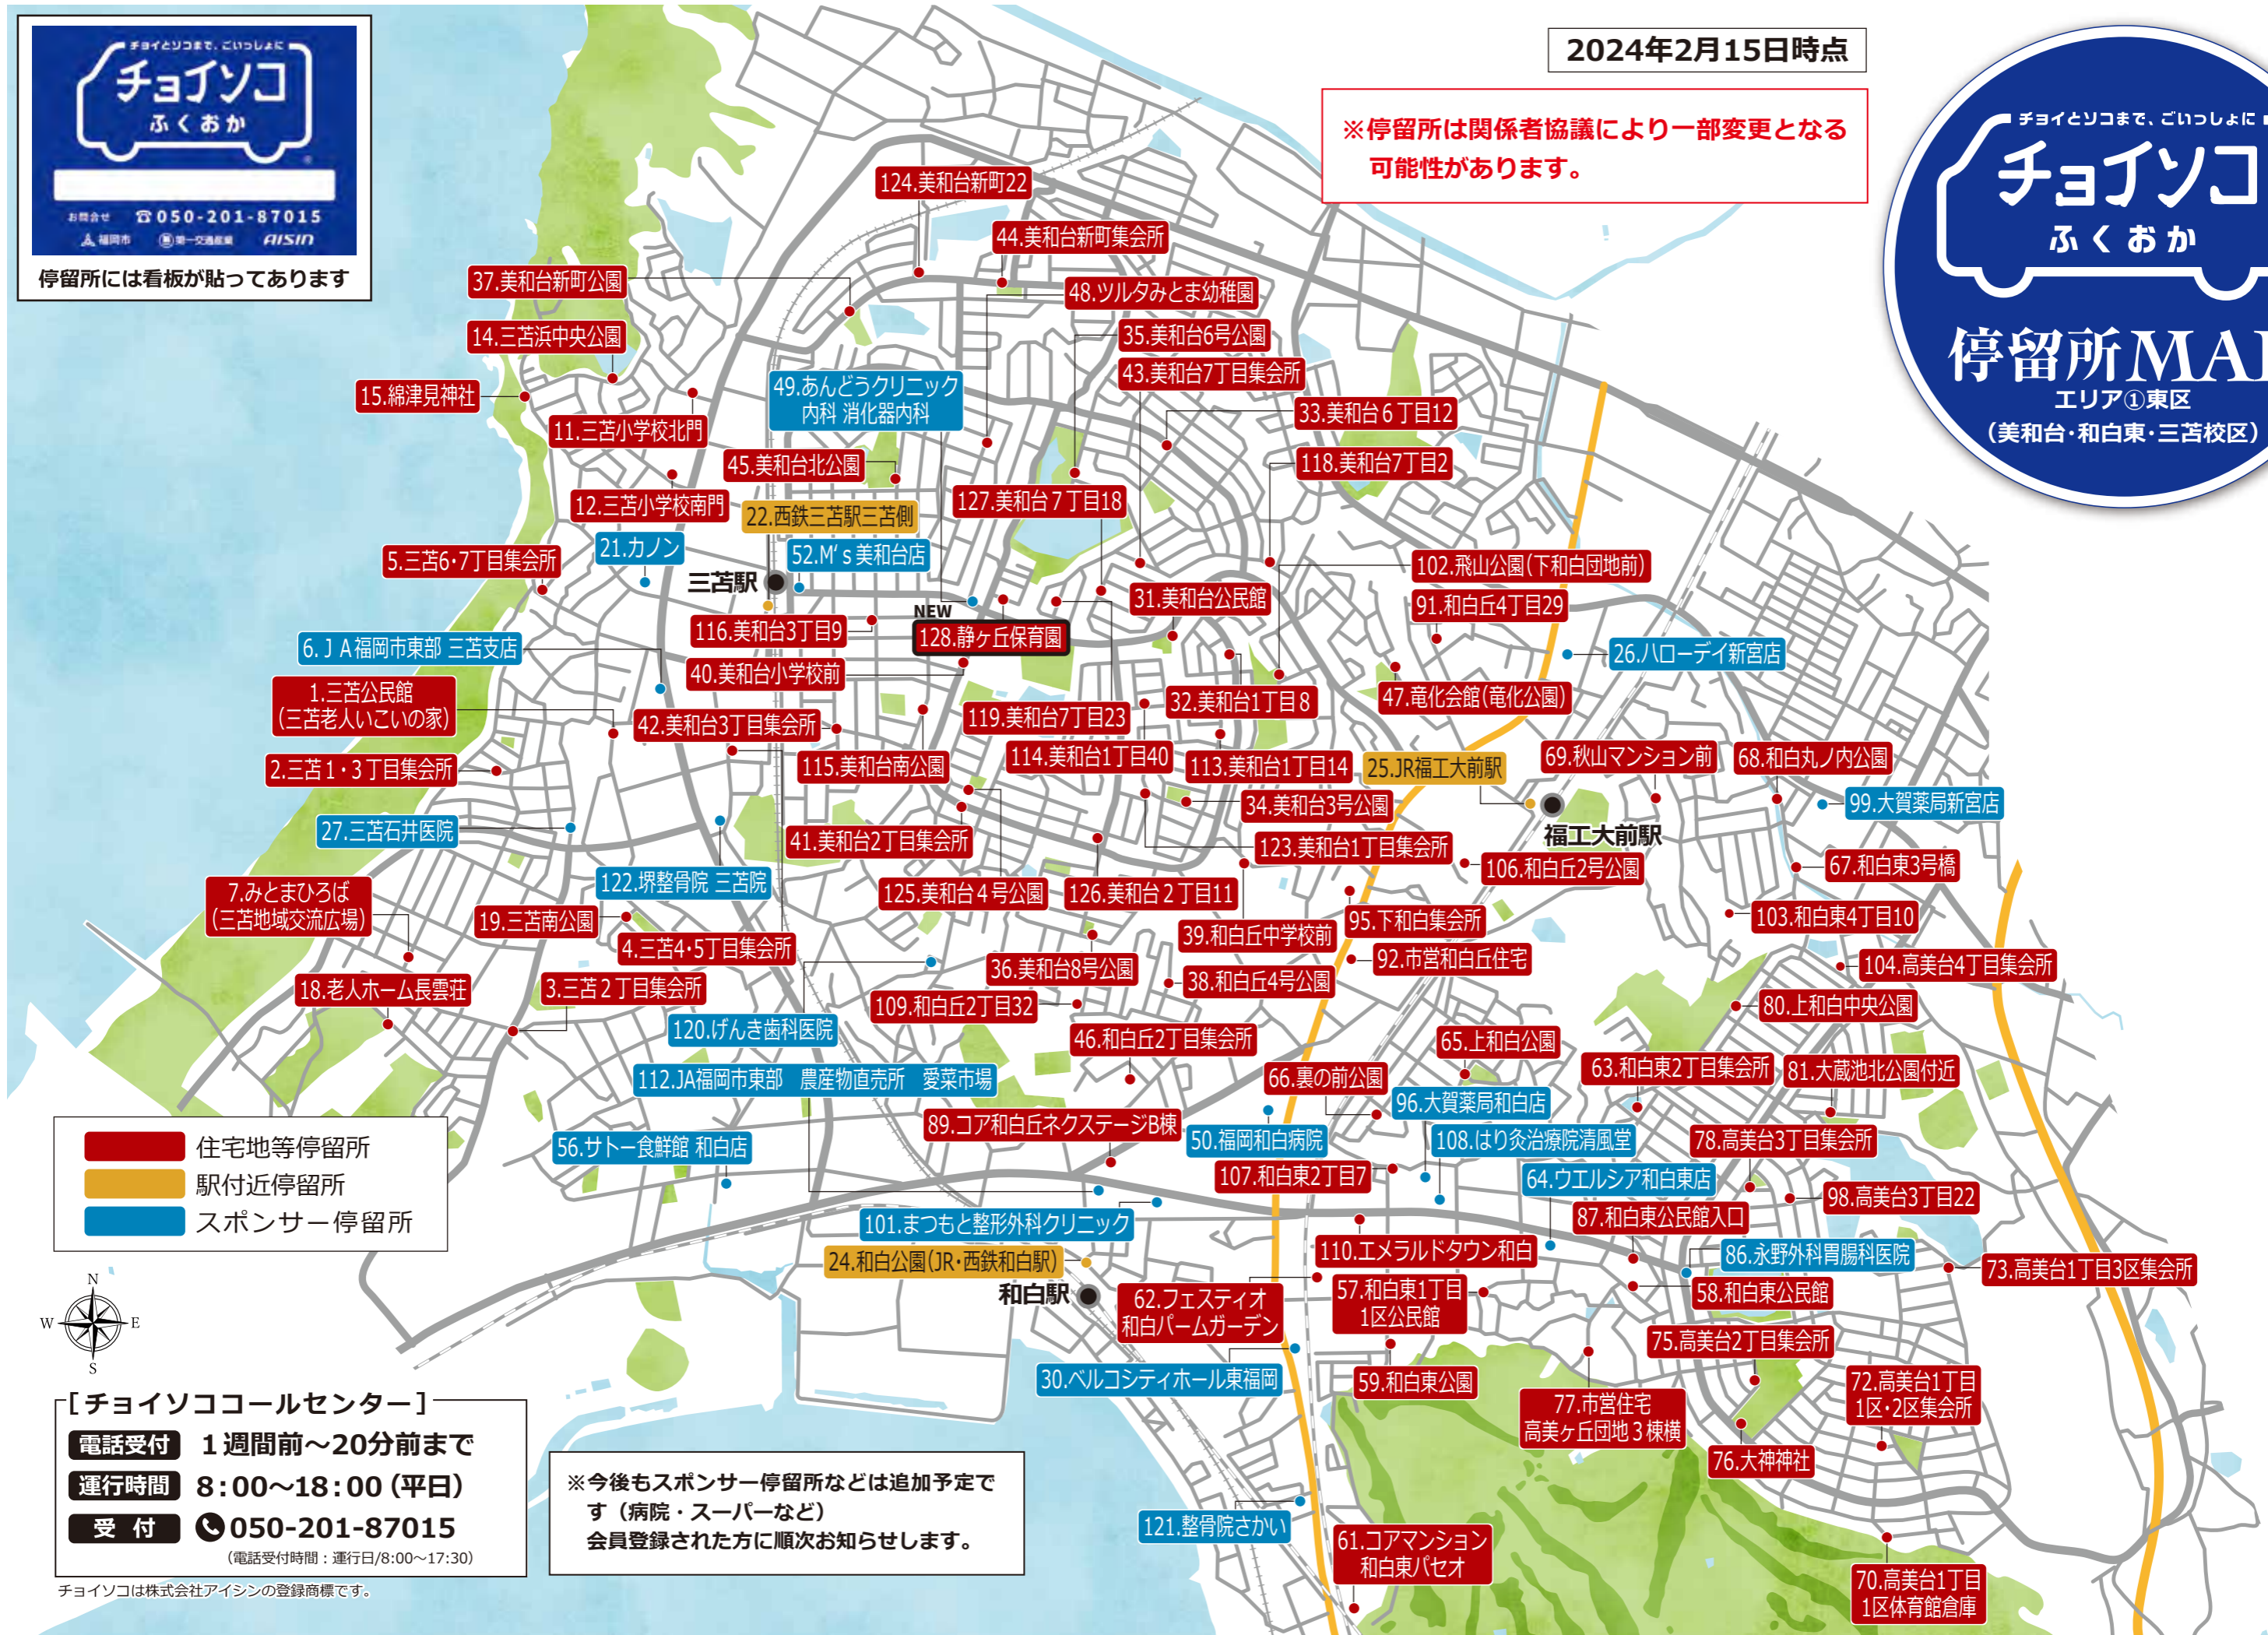 チョイとソコまで、ごいっしょに
チョイソコ
ふくおか
お問合せ ☎050-201-87015
福岡市 第一交通産業 AISIN
停留所には看板が貼ってあります
2024年2月15日時点
※停留所は関係者協議により一部変更となる
可能性があります。
チョイとソコまで、ごいっしょに
チョイソコ
ふくおか
停留所MAP
エリア①東区
(美和台・和白東・三苫校区)
124.美和台新町22
44.美和台新町集会所
37.美和台新町公園
48.ツルタみとま幼稚園
14.三苫浜中央公園
35.美和台6号公園
43.美和台7丁目集会所
15.綿津見神社
49.あんどうクリニック
内科 消化器内科
33.美和台6丁目12
11.三苫小学校北門
45.美和台北公園
118.美和台7丁目2
12.三苫小学校南門
22.西鉄三苫駅三苫側
127.美和台7丁目18
5.三苫6・7丁目集会所
21.カノン
52.M's美和台店
三苫駅
102.飛山公園(下和白団地前)
31.美和台公民館
91.和白丘4丁目29
NEW
116.美和台3丁目9
128.静ヶ丘保育園
6.JA福岡市東部 三苫支店
26.ハローデイ新宮店
40.美和台小学校前
1.三苫公民館
(三苫老人いこいの家)
32.美和台1丁目8
47.竜化会館(竜化公園)
42.美和台3丁目集会所
119.美和台7丁目23
2.三苫1・3丁目集会所
115.美和台南公園
114.美和台1丁目40
113.美和台1丁目14
25.JR福工大前駅
69.秋山マンション前
68.和白丸ノ内公園
34.美和台3号公園
99.大賀薬局新宮店
27.三苫石井医院
41.美和台2丁目集会所
123.美和台1丁目集会所
福工大前駅
106.和白丘2号公園
67.和白東3号橋
122.堺整骨院 三苫院
125.美和台4号公園
126.美和台2丁目11
7.みとまひろば
(三苫地域交流広場)
19.三苫南公園
95.下和白集会所
103.和白東4丁目10
4.三苫4・5丁目集会所
39.和白丘中学校前
92.市営和白丘住宅
36.美和台8号公園
104.高美台4丁目集会所
18.老人ホーム長雲荘
3.三苫2丁目集会所
38.和白丘4号公園
109.和白丘2丁目32
80.上和白中央公園
120.げんき歯科医院
46.和白丘2丁目集会所
65.上和白公園
112.JA福岡市東部 農産物直売所 愛菜市場
66.裏の前公園
63.和白東2丁目集会所
81.大蔵池北公園付近
96.大賀薬局和白店
89.コア和白丘ネクステージB棟
50.福岡和白病院
108.はり灸治療院清風堂
78.高美台3丁目集会所
56.サトー食鮮館 和白店
107.和白東2丁目7
64.ウエルシア和白東店
98.高美台3丁目22
101.まつもと整形外科クリニック
87.和白東公民館入口
110.エメラルドタウン和白
86.永野外科胃腸科医院
24.和白公園(JR・西鉄和白駅)
73.高美台1丁目3区集会所
和白駅
62.フェスティオ
和白パームガーデン
57.和白東1丁目
1区公民館
58.和白東公民館
75.高美台2丁目集会所
30.ベルコシティホール東福岡
59.和白東公園
72.高美台1丁目
1区・2区集会所
77.市営住宅
高美ヶ丘団地3棟横
76.大神神社
121.整骨院さかい
61.コアマンション
和白東パセオ
70.高美台1丁目
1区体育館倉庫
住宅地等停留所
駅付近停留所
スポンサー停留所
N
W E
S
[チョイソココールセンター]
電話受付 1週間前〜20分前まで
運行時間 8:00〜18:00(平日)
受付 050-201-87015
(電話受付時間:運行日/8:00〜17:30)
チョイソコは株式会社アイシンの登録商標です。
※今後もスポンサー停留所などは追加予定で
す(病院・スーパーなど)
会員登録された方に順次お知らせします。